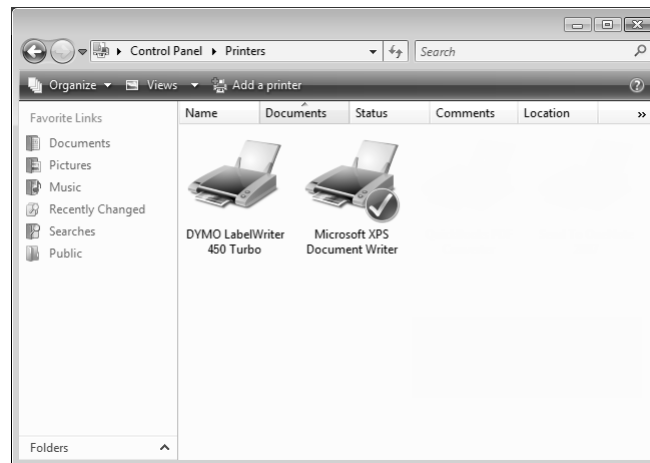 Control Panel Printers Search
Organize Views Add a printer
Favorite Links
Documents
Pictures
Music
Recently Changed
Searches
Public
Name Documents Status Comments Location »
DYMO LabelWriter
450 Turbo
Microsoft XPS
Document Writer
Folders